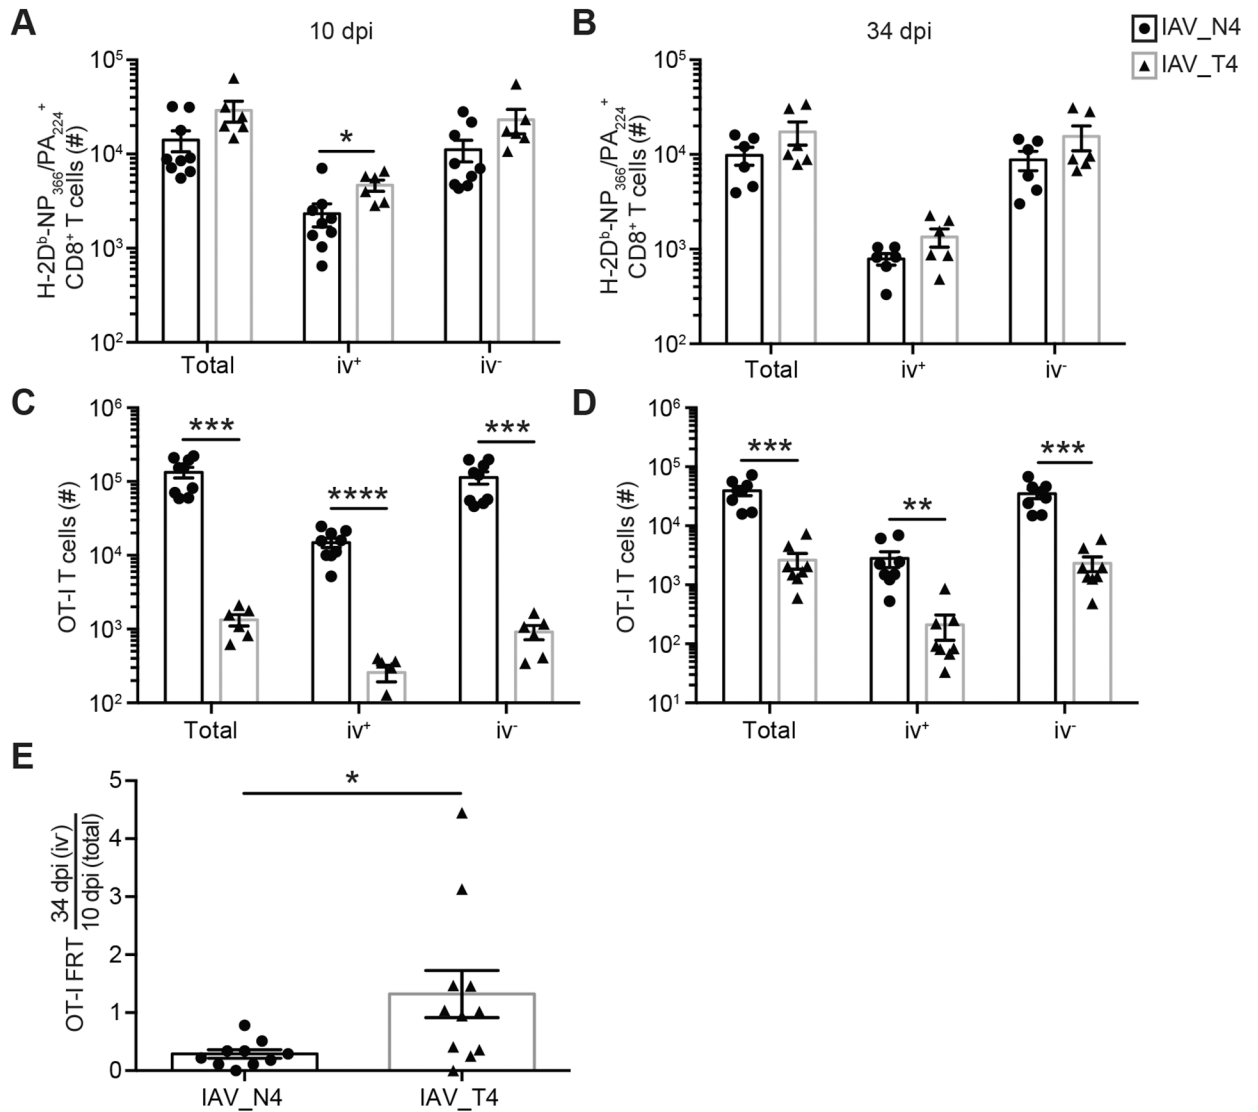 A
10 dpi
H-2Dᵇ-NP₃₆₆/PA₂₂₄⁺
CD8⁺ T cells (#)
10⁵
10⁴
10³
10²
*
Total
iv⁺
iv⁻
B
34 dpi
IAV_N4
IAV_T4
H-2Dᵇ-NP₃₆₆/PA₂₂₄⁺
CD8⁺ T cells (#)
10⁵
10⁴
10³
10²
Total
iv⁺
iv⁻
C
OT-I T cells (#)
10⁶
10⁵
10⁴
10³
10²
***
****
***
Total
iv⁺
iv⁻
D
OT-I T cells (#)
10⁶
10⁵
10⁴
10³
10²
10¹
***
**
***
Total
iv⁺
iv⁻
E
OT-I FRT
34 dpi (iv⁻)
10 dpi (total)
5
4
3
2
1
0
*
IAV_N4
IAV_T4